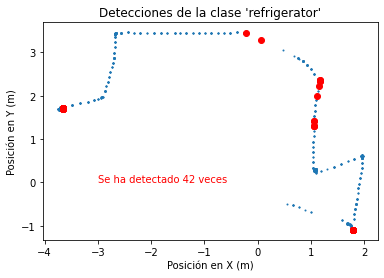 Detecciones de la clase 'refrigerator'
Posición en Y (m)
3
2
1
0
−1
Se ha detectado 42 veces
−4 −3 −2 −1 0 1 2
Posición en X (m)